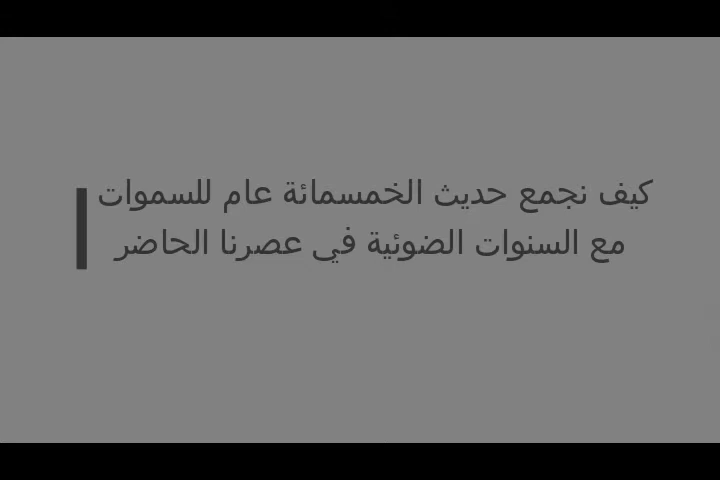 كيف نجمع حديث الخمسمائة عام للسموات
مع السنوات الضوئية في عصرنا الحاضر